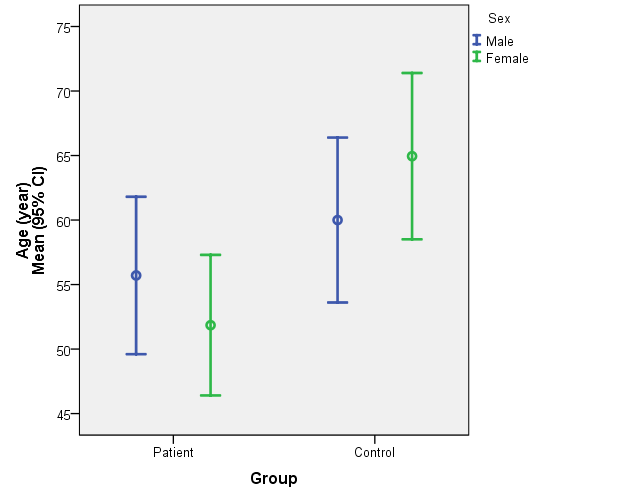 Sex
Male
Female
75
70
65
60
55
50
45
Age (year)
Mean (95% CI)
Patient
Control
Group